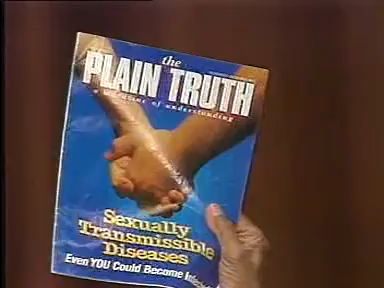 the
PLAIN TRUTH
a magazine of understanding
Sexually
Transmissible
Diseases
Even YOU Could Become